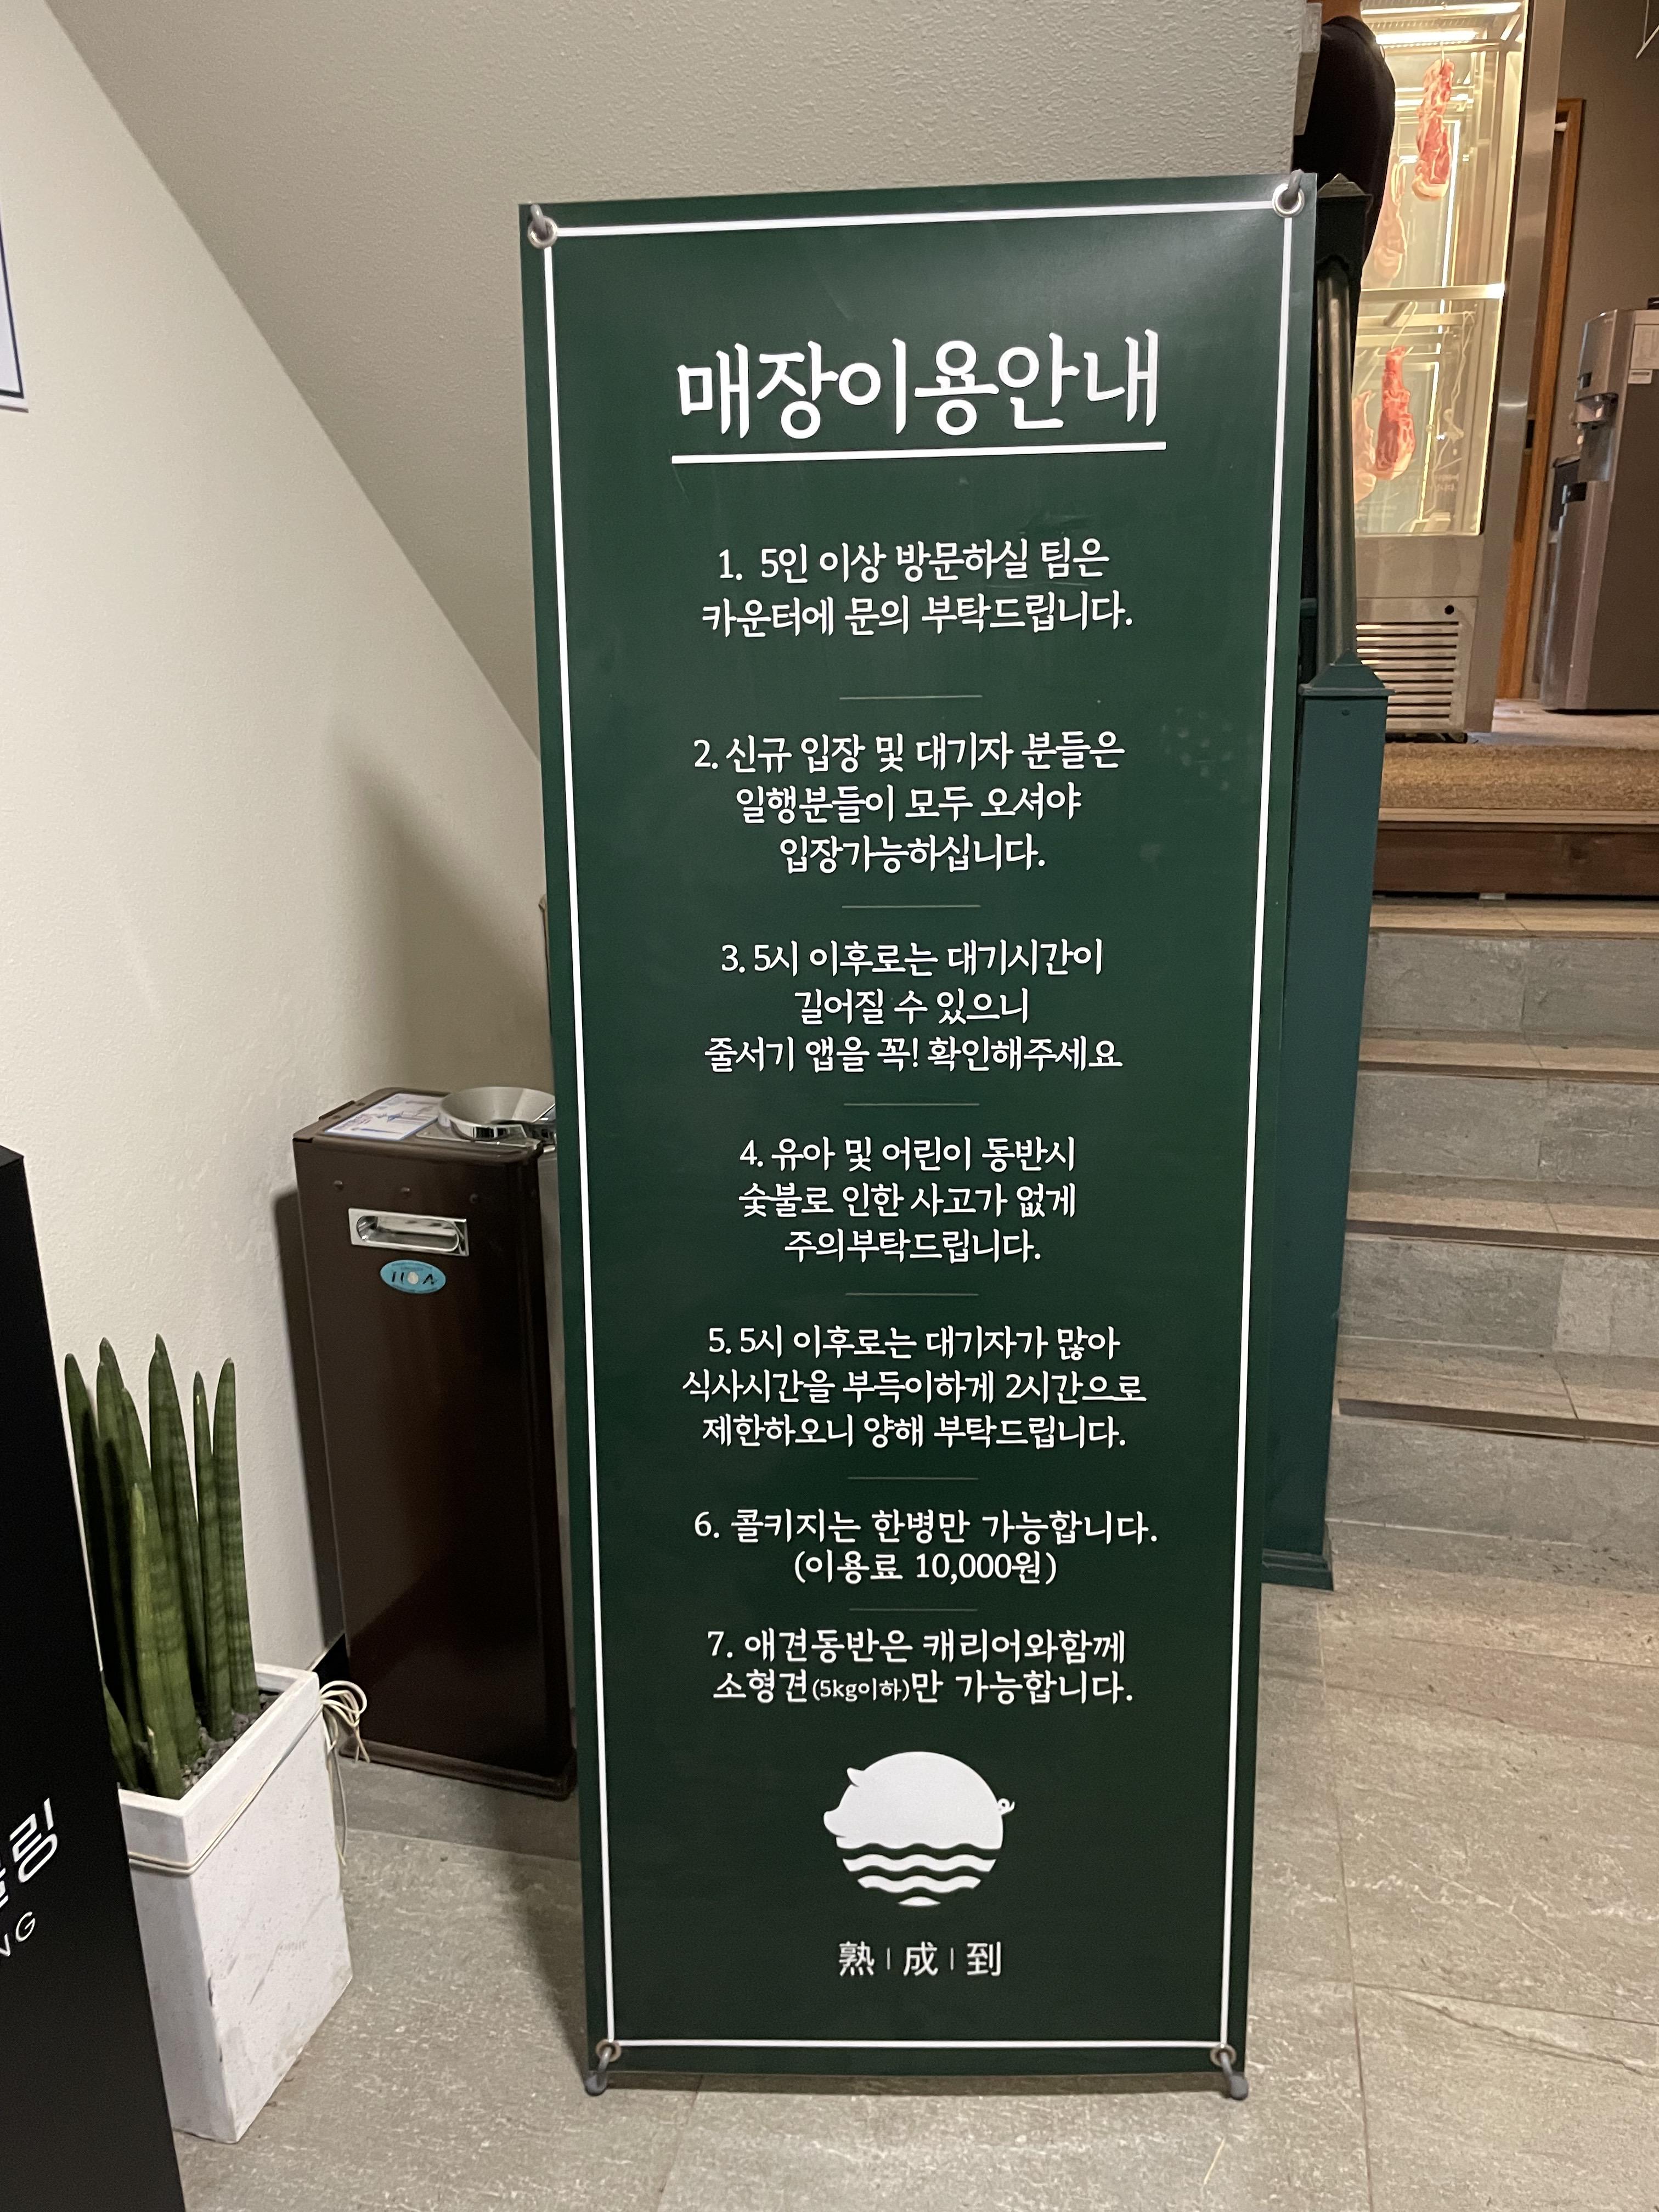 매장이용안내
1. 5인 이상 방문하실 팀은
카운터에 문의 부탁드립니다.
2. 신규 입장 및 대기자 분들은
일행분들이 모두 오셔야
입장가능하십니다.
3. 5시 이후로는 대기시간이
길어질 수 있으니
줄서기 앱을 꼭! 확인해주세요
4. 유아 및 어린이 동반시
숯불로 인한 사고가 없게
주의부탁드립니다.
5. 5시 이후로는 대기자가 많아
식사시간을 부득이하게 2시간으로
제한하오니 양해 부탁드립니다.
6. 콜키지는 한병만 가능합니다.
(이용료 10,000원)
7. 애견동반은 캐리어와함께
소형견(5kg이하)만 가능합니다.
熟|成|到